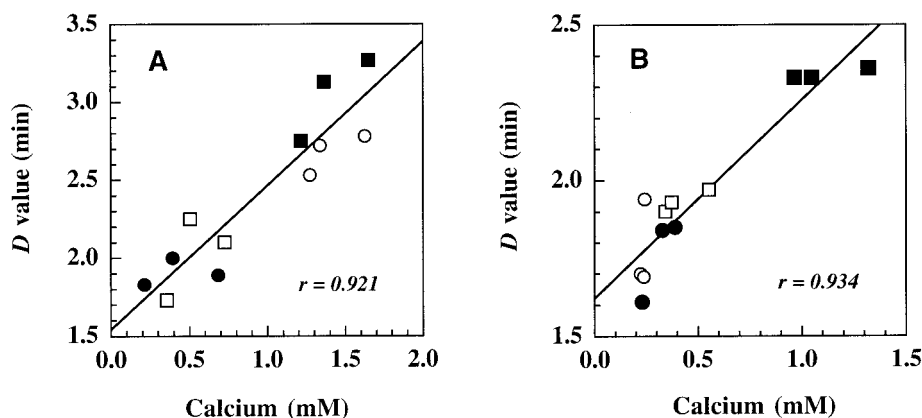 A
D value (min)
3.5
3.0
2.5
2.0
1.5
r = 0.921
0.0 0.5 1.0 1.5 2.0
Calcium (mM)
B
D value (min)
2.5
2.0
1.5
r = 0.934
0.0 0.5 1.0 1.5
Calcium (mM)